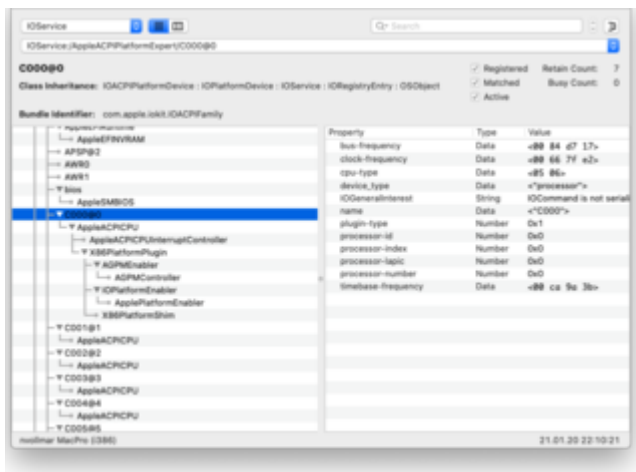 IOService
Search
IOService:/AppleACPIPlatformExpert/C000@0
C000@0
Class Inheritance: IOACPIPlatformDevice : IOPlatformDevice : IOService : IORegistryEntry : OSObject
Bundle Identifier: com.apple.iokit.IOACPIFamily
Registered
Matched
Active
Retain Count: 7
Busy Count: 0
AppleEFIRuntime
AppleEFINVRAM
APSP@2
AWR0
AWR1
bios
AppleSMBIOS
C000@0
AppleACPICPU
AppleACPICPUInterruptController
X86PlatformPlugin
AGPMEnabler
AGPMController
IOPlatformEnabler
ApplePlatformEnabler
X86PlatformShim
C001@1
AppleACPICPU
C002@2
AppleACPICPU
C003@3
AppleACPICPU
C004@4
AppleACPICPU
C005@5
Property Type Value
bus-frequency Data <00 84 d7 17>
clock-frequency Data <00 66 7f e2>
cpu-type Data <05 06>
device_type Data <"processor">
IOGeneralInterest String IOCommand is not seriali
name Data <"C000">
plugin-type Number 0x1
processor-id Number 0x0
processor-index Number 0x0
processor-lapic Number 0x0
processor-number Number 0x0
timebase-frequency Data <00 ca 9a 3b>
nvollmar MacPro (i386)
21.01.20 22:10:21